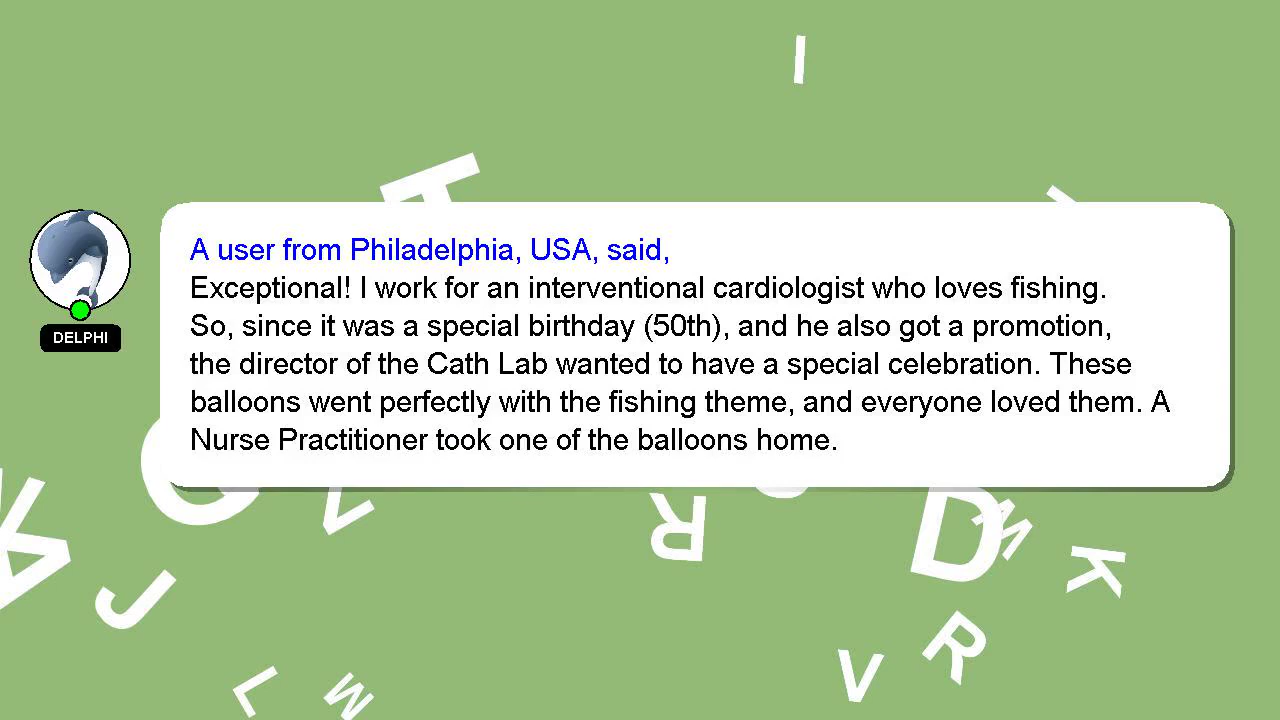 I
I
A user from Philadelphia, USA, said,
Exceptional! I work for an interventional cardiologist who loves fishing.
So, since it was a special birthday (50th), and he also got a promotion,
the director of the Cath Lab wanted to have a special celebration. These
balloons went perfectly with the fishing theme, and everyone loved them. A
Nurse Practitioner took one of the balloons home.
DELPHI
Z
R
D
M
K
K
J
R
V
L
M